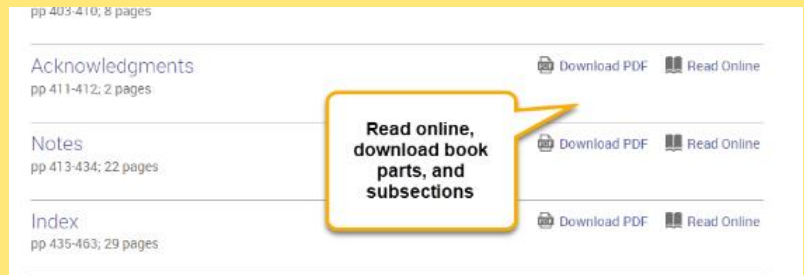 pp 403-410; 8 pages
Acknowledgments
Download PDF Read Online
pp 411-412; 2 pages
Read online,
download book
parts, and
subsections
Notes
Download PDF Read Online
pp 413-434; 22 pages
Index
Download PDF Read Online
pp 435-463; 29 pages